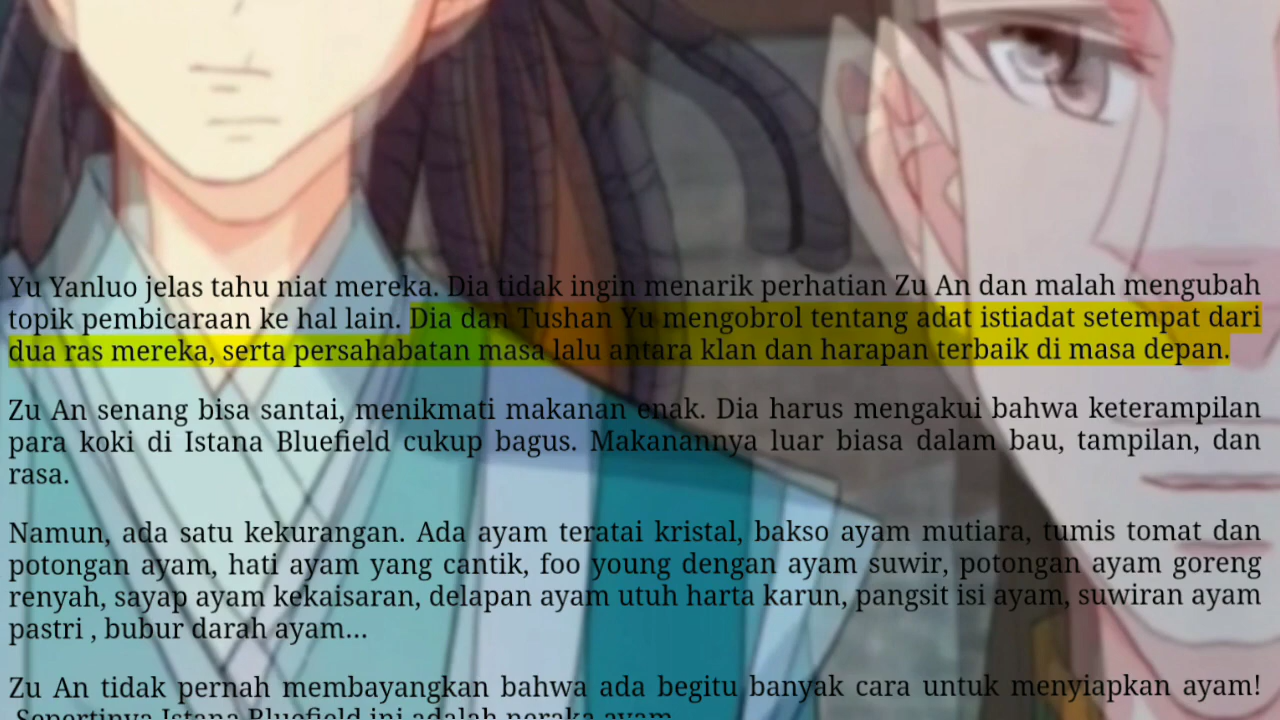 Yu Yanluo jelas tahu niat mereka. Dia tidak ingin menarik perhatian Zu An dan malah mengubah
topik pembicaraan ke hal lain. Dia dan Tushan Yu mengobrol tentang adat istiadat setempat dari
dua ras mereka, serta persahabatan masa lalu antara klan dan harapan terbaik di masa depan.
Zu An senang bisa santai, menikmati makanan enak. Dia harus mengakui bahwa keterampilan
para koki di Istana Bluefield cukup bagus. Makanannya luar biasa dalam bau, tampilan, dan
rasa.
Namun, ada satu kekurangan. Ada ayam teratai kristal, bakso ayam mutiara, tumis tomat dan
potongan ayam, hati ayam yang cantik, foo young dengan ayam suwir, potongan ayam goreng
renyah, sayap ayam kekaisaran, delapan ayam utuh harta karun, pangsit isi ayam, suwiran ayam
pastri , bubur darah ayam...
Zu An tidak pernah membayangkan bahwa ada begitu banyak cara untuk menyiapkan ayam!
Sepertinya Istana Bluefield ini adalah neraka ayam